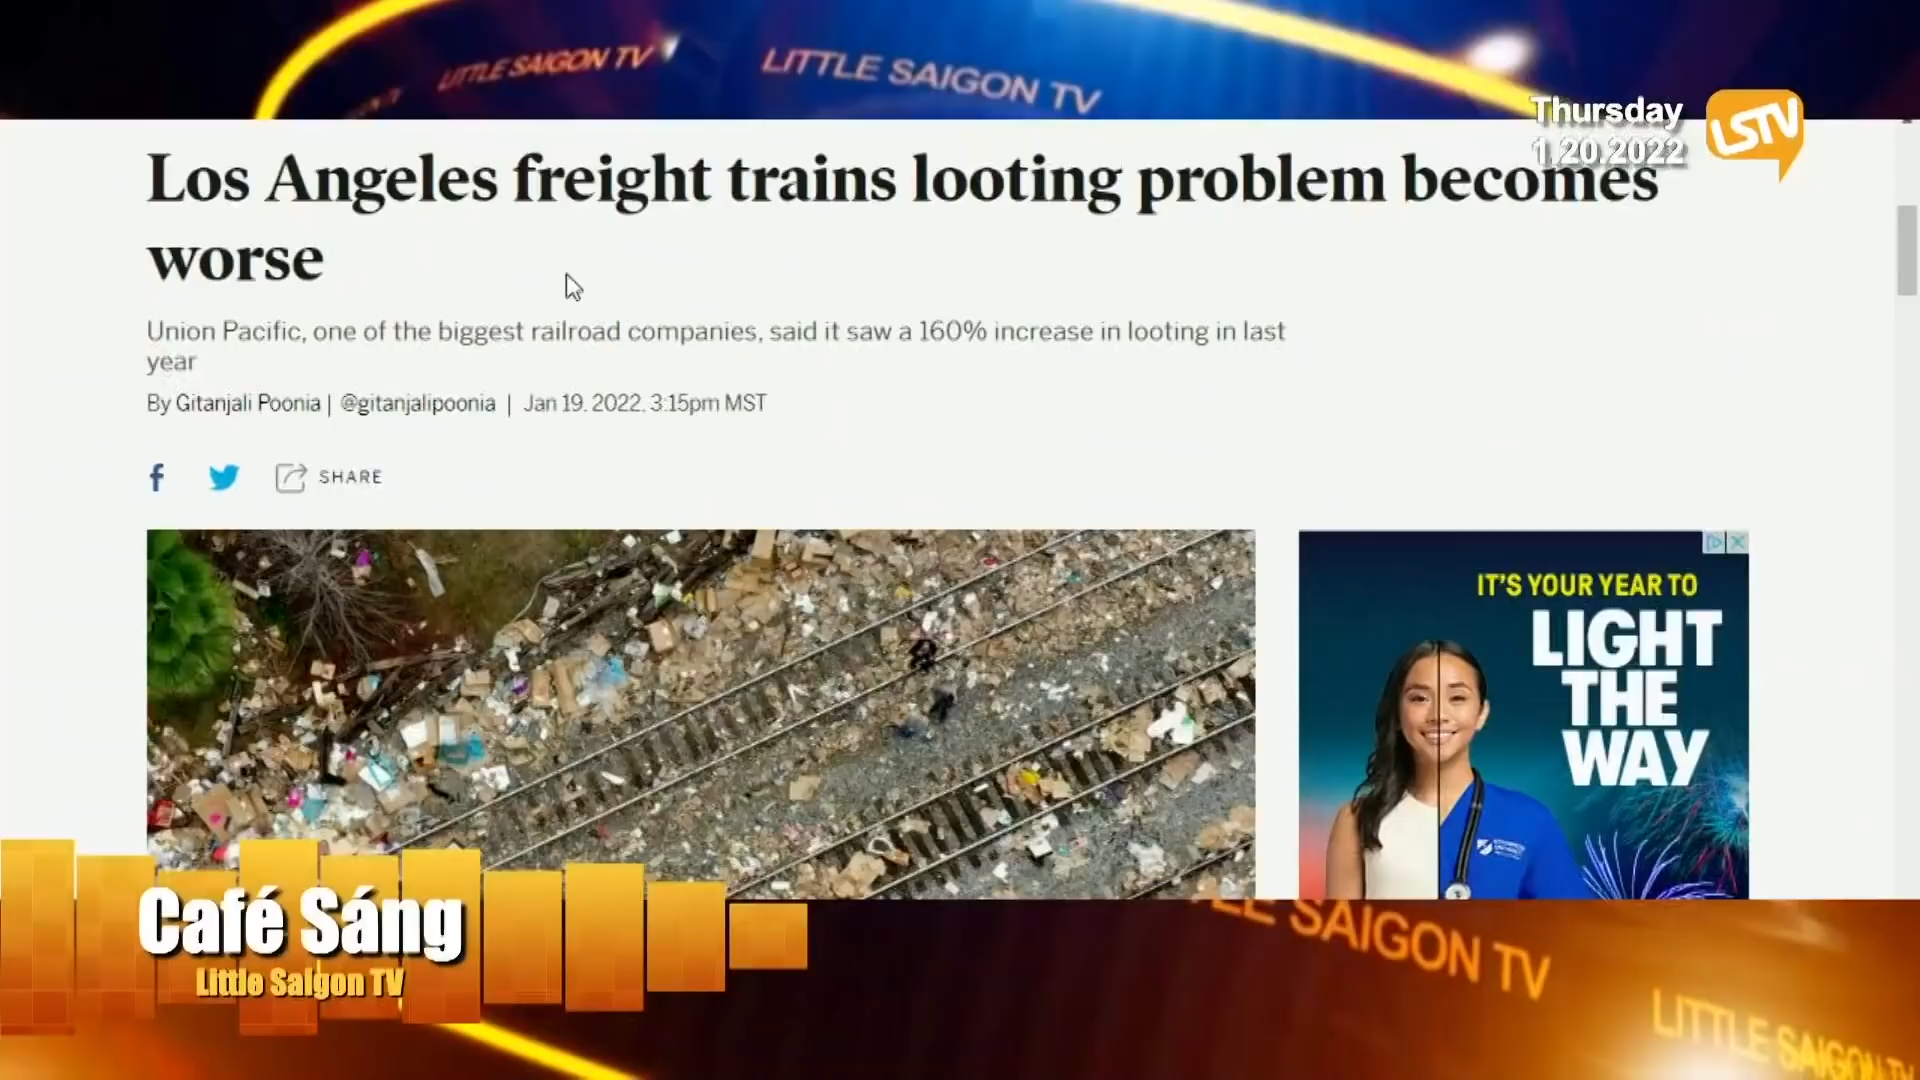 LITTLE SAIGON TV
LITTLE SAIGON TV
Thursday
1.20.2022
LSTV
Los Angeles freight trains looting problem becomes
worse
Union Pacific, one of the biggest railroad companies, said it saw a 160% increase in looting in last
year
By Gitanjali Poonia | @gitanjalipoonia | Jan 19, 2022, 3:15pm MST
SHARE
IT'S YOUR YEAR TO
LIGHT
THE
WAY
Café Sáng
Little Saigon TV
SAIGON TV
LITTLE SAIGON TV